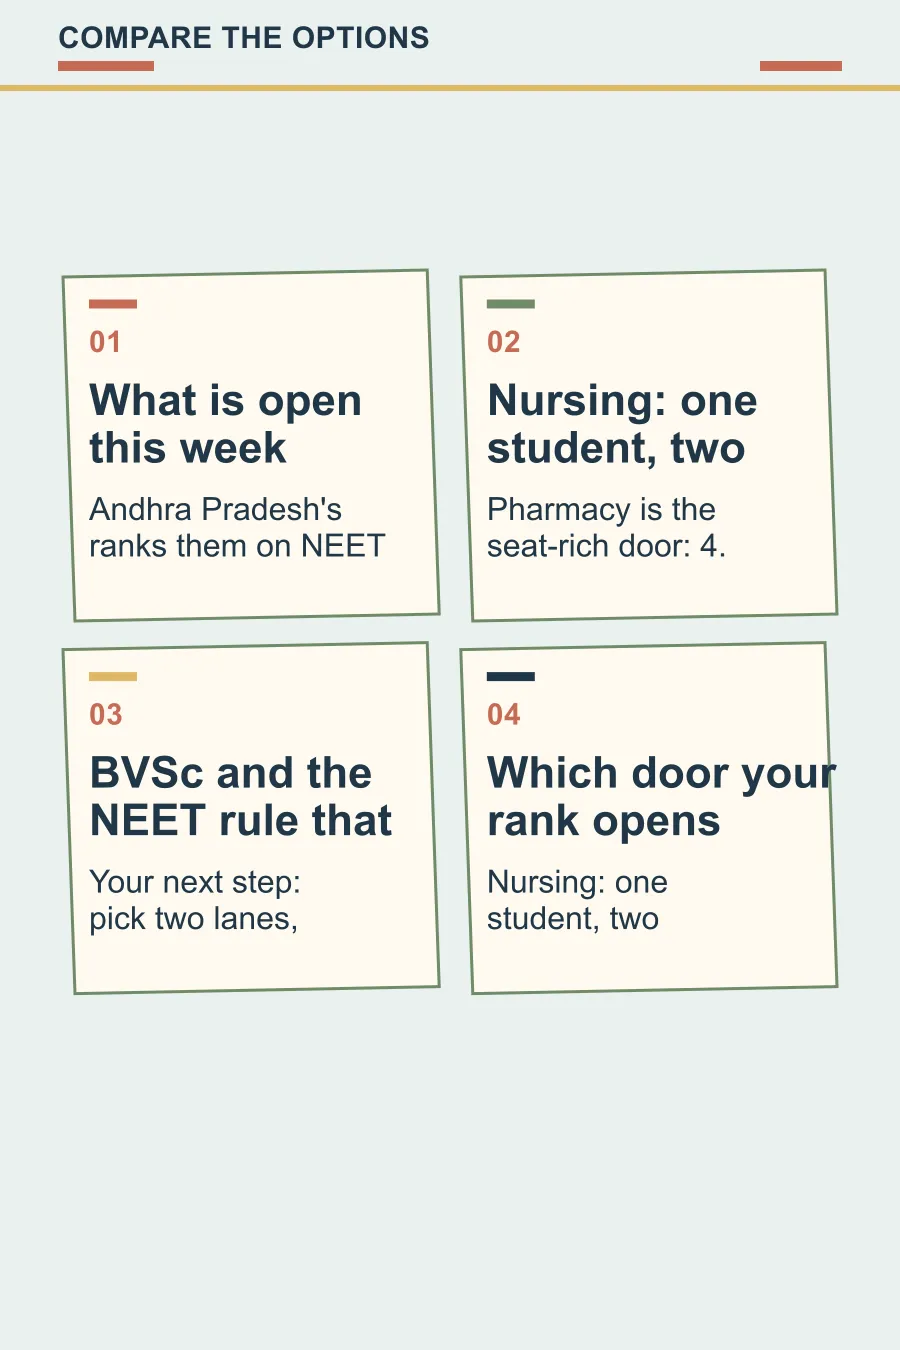 COMPARE THE OPTIONS
01
What is open
this week
Andhra Pradesh's
ranks them on NEET
02
Nursing: one
student, two
Pharmacy is the
seat-rich door: 4.
03
BVSc and the
NEET rule that
Your next step:
pick two lanes,
04
Which door your
rank opens
Nursing: one
student, two